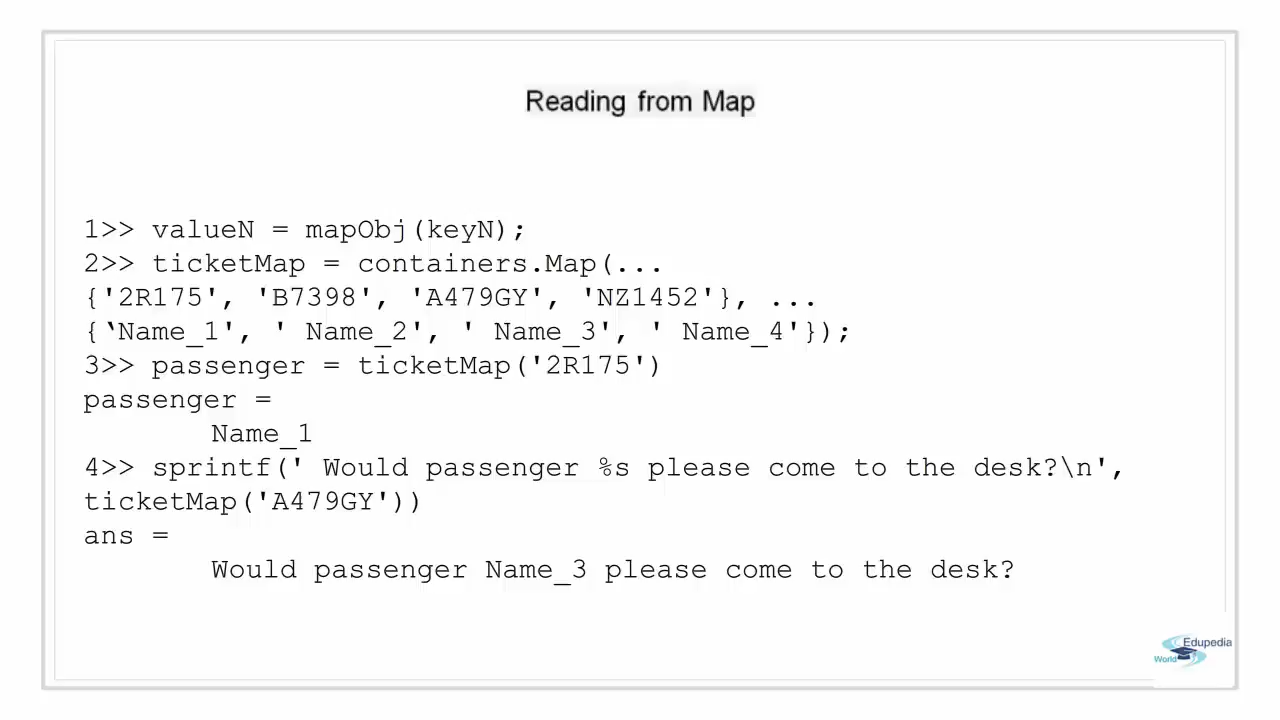 Reading from Map
1>> valueN = mapObj(keyN);
2>> ticketMap = containers.Map(...
{'2R175', 'B7398', 'A479GY', 'NZ1452'}, ...
{‘Name_1', ' Name_2', ' Name_3', ' Name_4'});
3>> passenger = ticketMap('2R175')
passenger =
Name_1
4>> sprintf(' Would passenger %s please come to the desk?\n',
ticketMap('A479GY'))
ans =
Would passenger Name_3 please come to the desk?
Edupedia
World